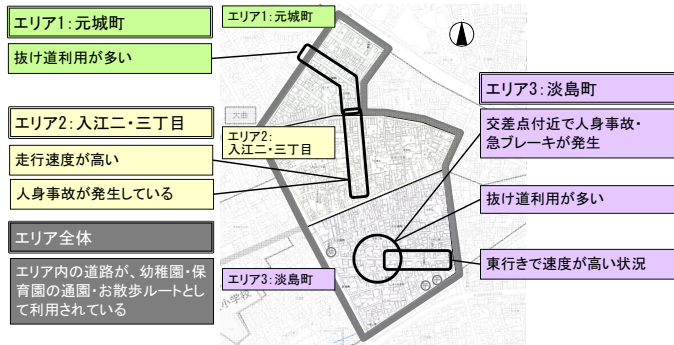 エリア1：元城町
抜け道利用が多い
エリア2：入江二・三丁目
走行速度が高い
人身事故が発生している
エリア全体
エリア内の道路が、幼稚園・保
育園の通園・お散歩ルートとし
て利用されている
エリア1：元城町
大曲
エリア2：
入江二・三丁目
エリア3：淡島町
小学校
エリア3：淡島町
交差点付近で人身事故・
急ブレーキが発生
抜け道利用が多い
東行きで速度が高い状況